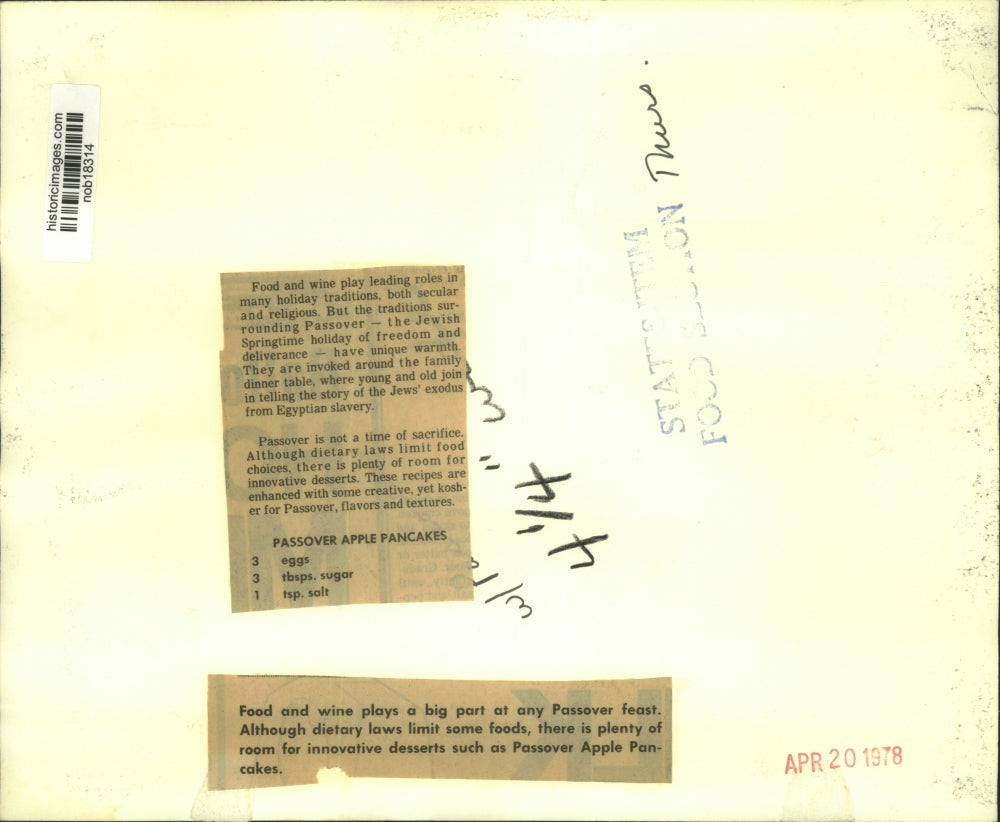 historicimages.com
nob18314
Thurs.
FOOD
Food and wine play leading roles in
many holiday traditions, both secular
and religious. But the traditions sur-
rounding Passover — the Jewish
Springtime holiday of freedom and
deliverance — have unique warmth.
They are invoked around the family
dinner table, where young and old join
in telling the story of the Jews' exodus
from Egyptian slavery.
Passover is not a time of sacrifice.
Although dietary laws limit food
choices, there is plenty of room for
innovative desserts. These recipes are
enhanced with some creative, yet kosh-
er for Passover, flavors and textures.
PASSOVER APPLE PANCAKES
3 eggs
3 tbsps. sugar
1 tsp. salt
4 1/4"
Food and wine plays a big part at any Passover feast.
Although dietary laws limit some foods, there is plenty of
room for innovative desserts such as Passover Apple Pan-
cakes.
APR 20 1978